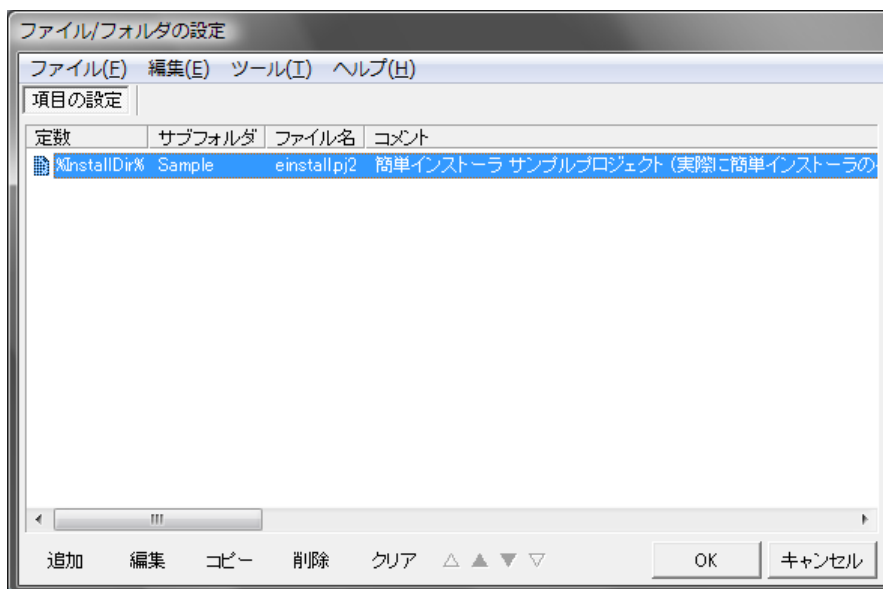 ファイル/フォルダの設定
ファイル(F) 編集(E) ツール(T) ヘルプ(H)
項目の設定
定数 サブフォルダ ファイル名 コメント
%InstallDir% Sample einstall.pj2 簡単インストーラ サンプルプロジェクト (実際に簡単インストーラの
追加 編集 コピー 削除 クリア △ ▲ ▼ ▽ OK キャンセル